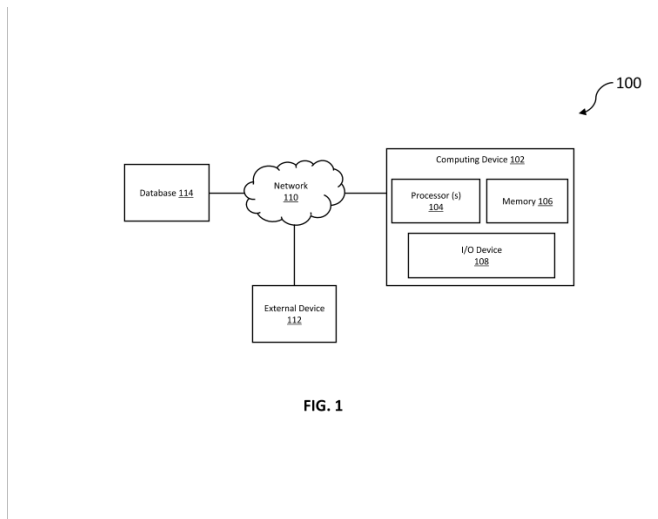 100
Computing Device 102
Database 114
Network
110
Processor (s)
104
Memory 106
I/O Device
108
External Device
112
FIG. 1